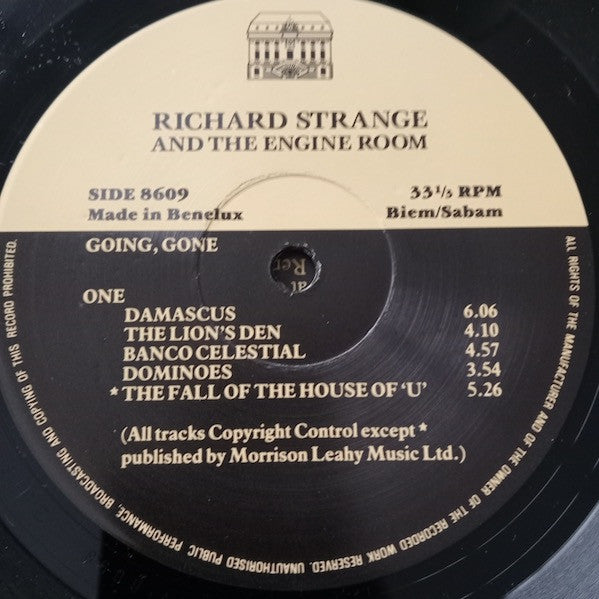 RICHARD STRANGE
AND THE ENGINE ROOM
SIDE 8609 33⅓ RPM
Made in Benelux Biem/Sabam
GOING, GONE
ONE
DAMASCUS 6.06
THE LION'S DEN 4.10
BANCO CELESTIAL 4.57
DOMINOES 3.54
* THE FALL OF THE HOUSE OF 'U' 5.26
(All tracks Copyright Control except *
published by Morrison Leahy Music Ltd.)
ALL RIGHTS OF THE MANUFACTURER AND OF THE OWNER OF THE RECORDED WORK RESERVED. UNAUTHORISED PUBLIC PERFORMANCE, BROADCASTING AND COPYING OF THIS RECORD PROHIBITED.